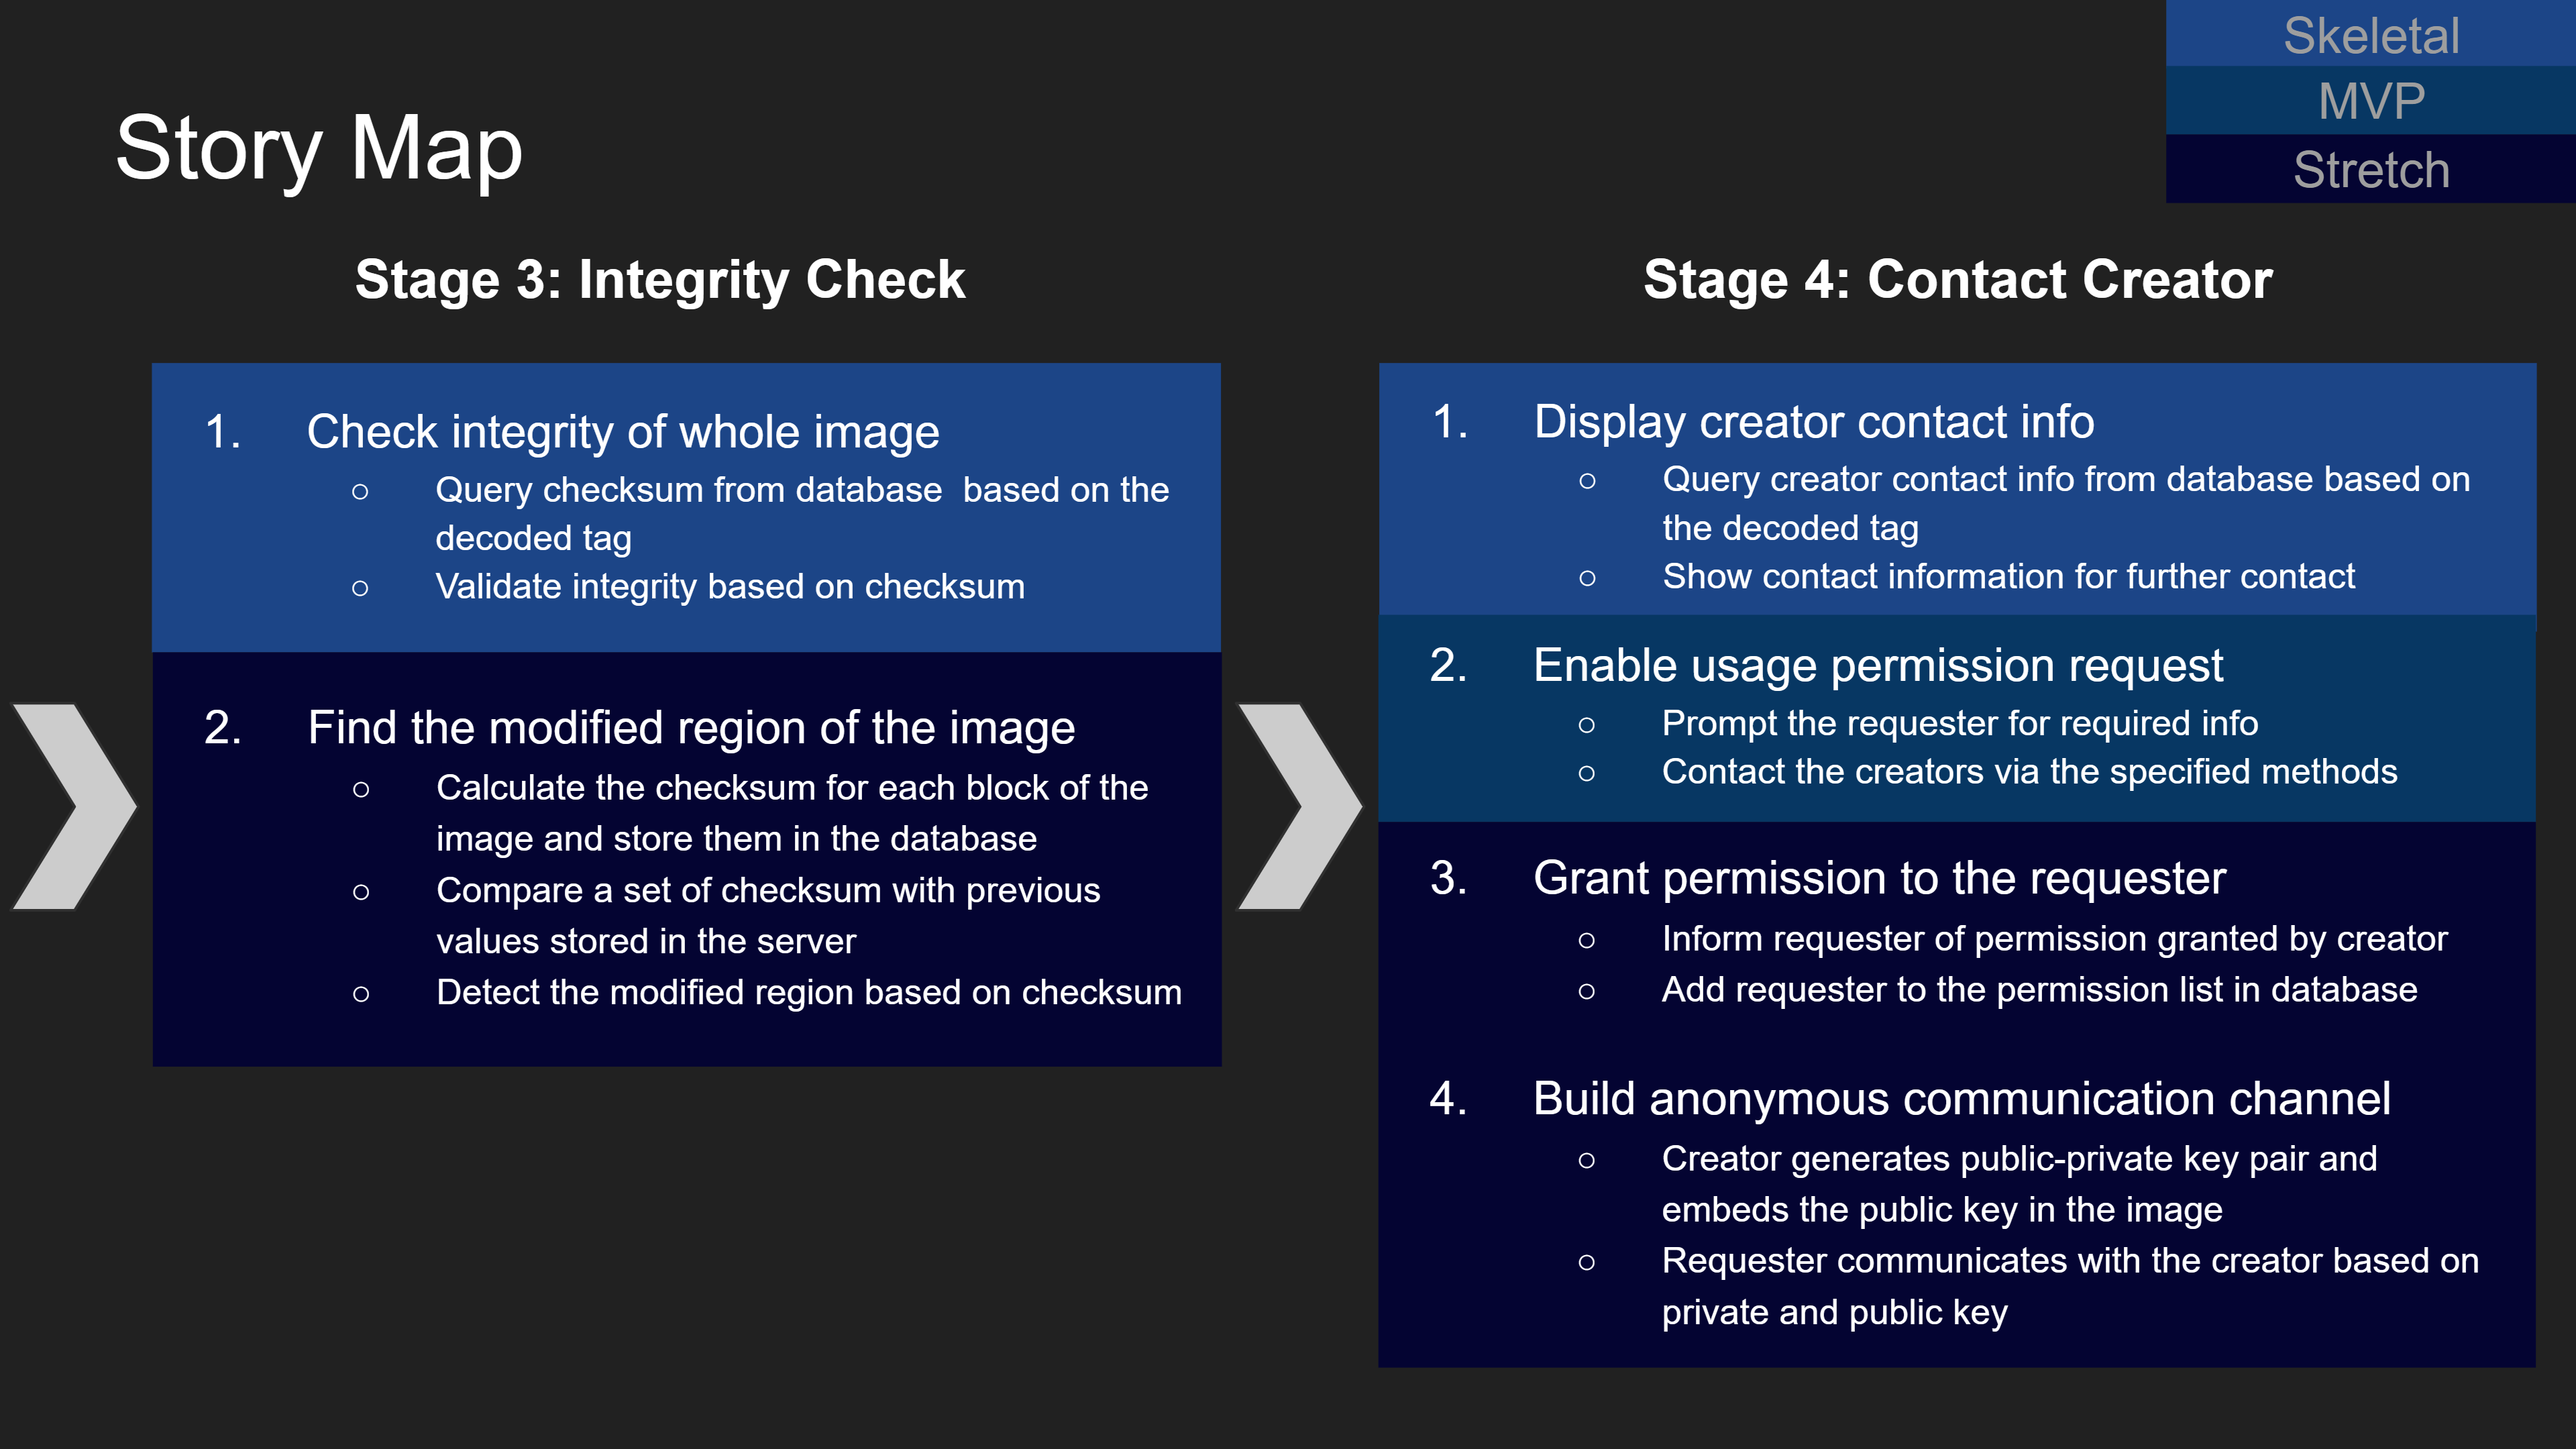 Skeletal
MVP
Stretch
Story Map
Stage 3: Integrity Check
1. Check integrity of whole image
○ Query checksum from database  based on the
decoded tag
○ Validate integrity based on checksum
2. Find the modified region of the image
○ Calculate the checksum for each block of the
image and store them in the database
○ Compare a set of checksum with previous
values stored in the server
○ Detect the modified region based on checksum
Stage 4: Contact Creator
1. Display creator contact info
○ Query creator contact info from database based on
the decoded tag
○ Show contact information for further contact
2. Enable usage permission request
○ Prompt the requester for required info
○ Contact the creators via the specified methods
3. Grant permission to the requester
○ Inform requester of permission granted by creator
○ Add requester to the permission list in database
4. Build anonymous communication channel
○ Creator generates public-private key pair and
embeds the public key in the image
○ Requester communicates with the creator based on
private and public key